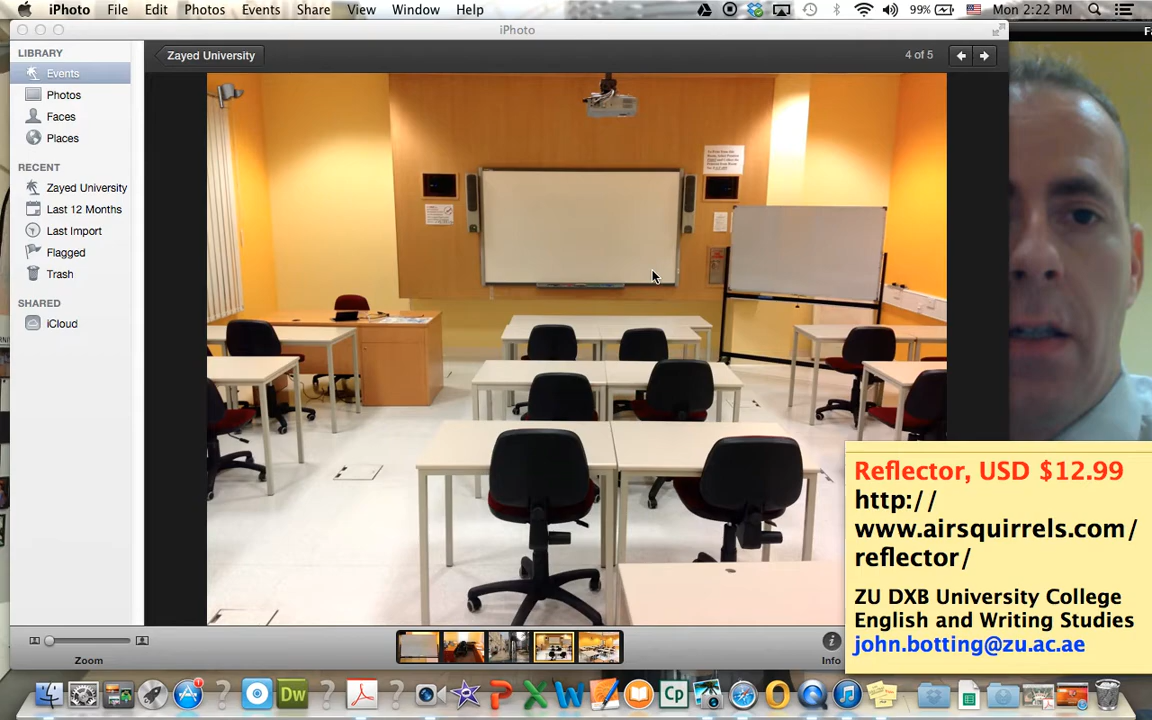 iPhoto File Edit Photos Events Share View Window Help
99% Mon 2:22 PM
iPhoto
LIBRARY
Events
Photos
Faces
Places
RECENT
Zayed University
Last 12 Months
Last Import
Flagged
Trash
SHARED
iCloud
Zayed University
4 of 5
Zoom
Info
Reflector, USD $12.99
http://
www.airsquirrels.com/
reflector/
ZU DXB University College
English and Writing Studies
john.botting@zu.ac.ae
Dw
Cp